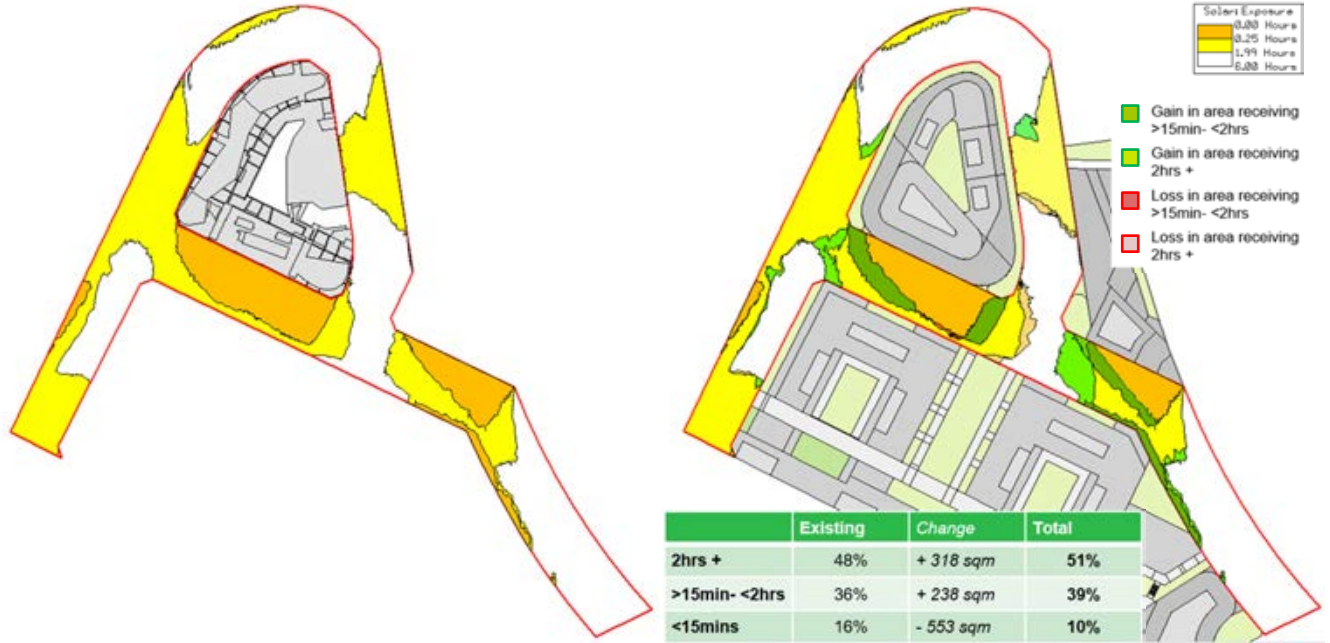 Solar Exposure
0.00 Hours
0.25 Hours
1.99 Hours
6.00 Hours
Gain in area receiving
>15min- <2hrs
Gain in area receiving
2hrs +
Loss in area receiving
>15min- <2hrs
Loss in area receiving
2hrs +
Existing Change Total
2hrs + 48% + 318 sqm 51%
>15min- <2hrs 36% + 238 sqm 39%
<15mins 16% - 553 sqm 10%